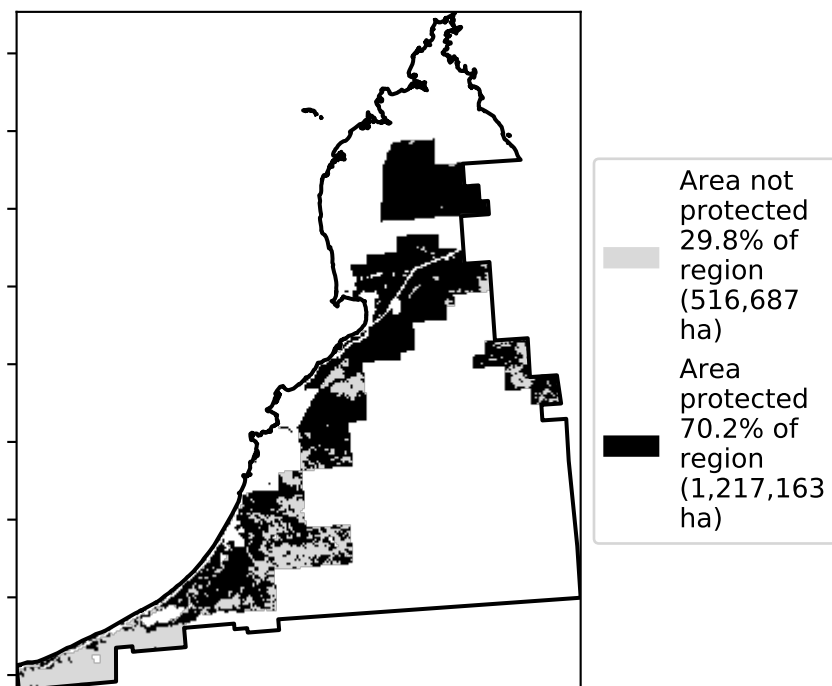 Area not
protected
29.8% of
region
(516,687
ha)
Area
protected
70.2% of
region
(1,217,163
ha)